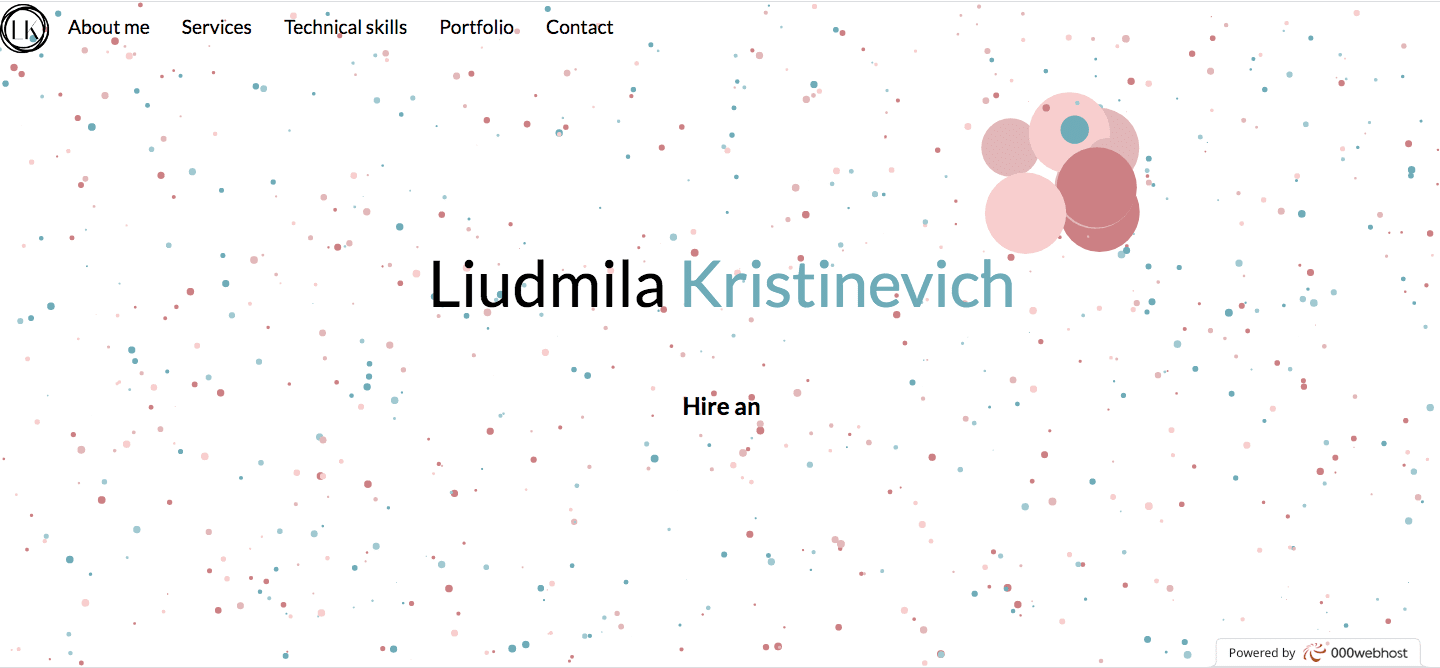 LK
About me Services Technical skills Portfolio Contact
Liudmila Kristinevich
Hire an
Powered by 000webhost